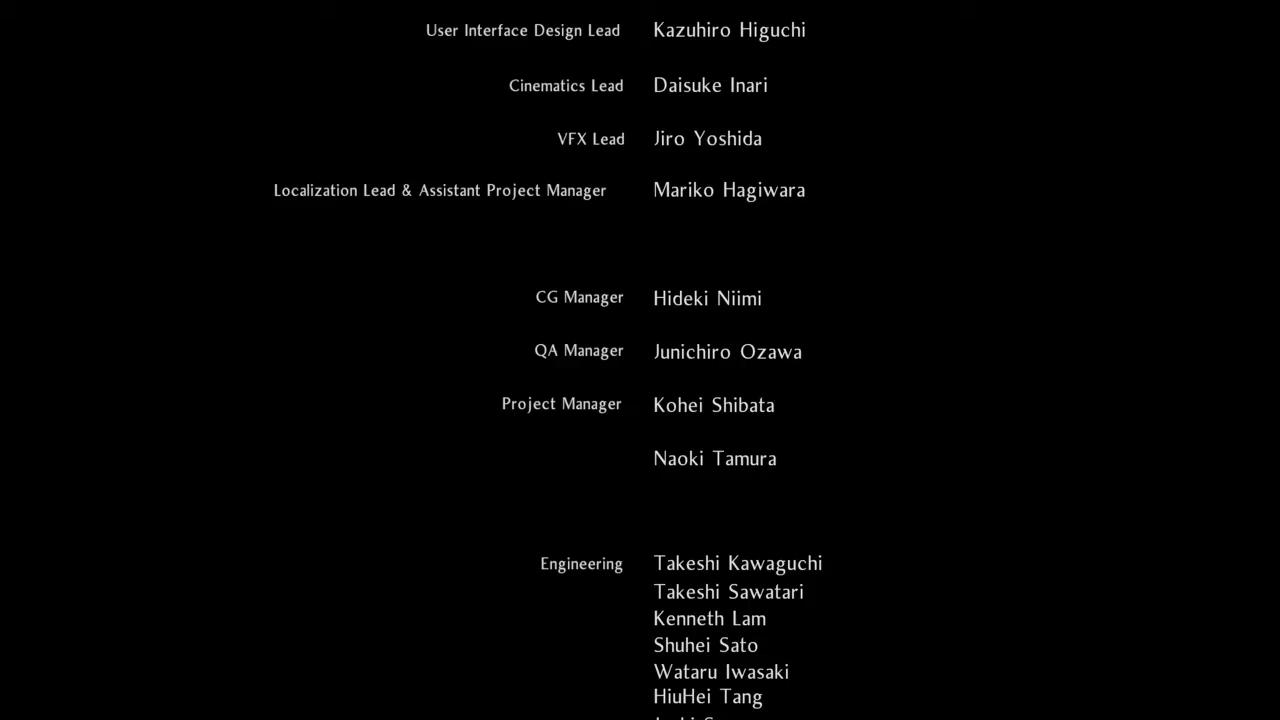 User Interface Design Lead Kazuhiro Higuchi
Cinematics Lead Daisuke Inari
VFX Lead Jiro Yoshida
Localization Lead & Assistant Project Manager Mariko Hagiwara
CG Manager Hideki Niimi
QA Manager Junichiro Ozawa
Project Manager Kohei Shibata
Naoki Tamura
Engineering Takeshi Kawaguchi
Takeshi Sawatari
Kenneth Lam
Shuhei Sato
Wataru Iwasaki
HiuHei Tang